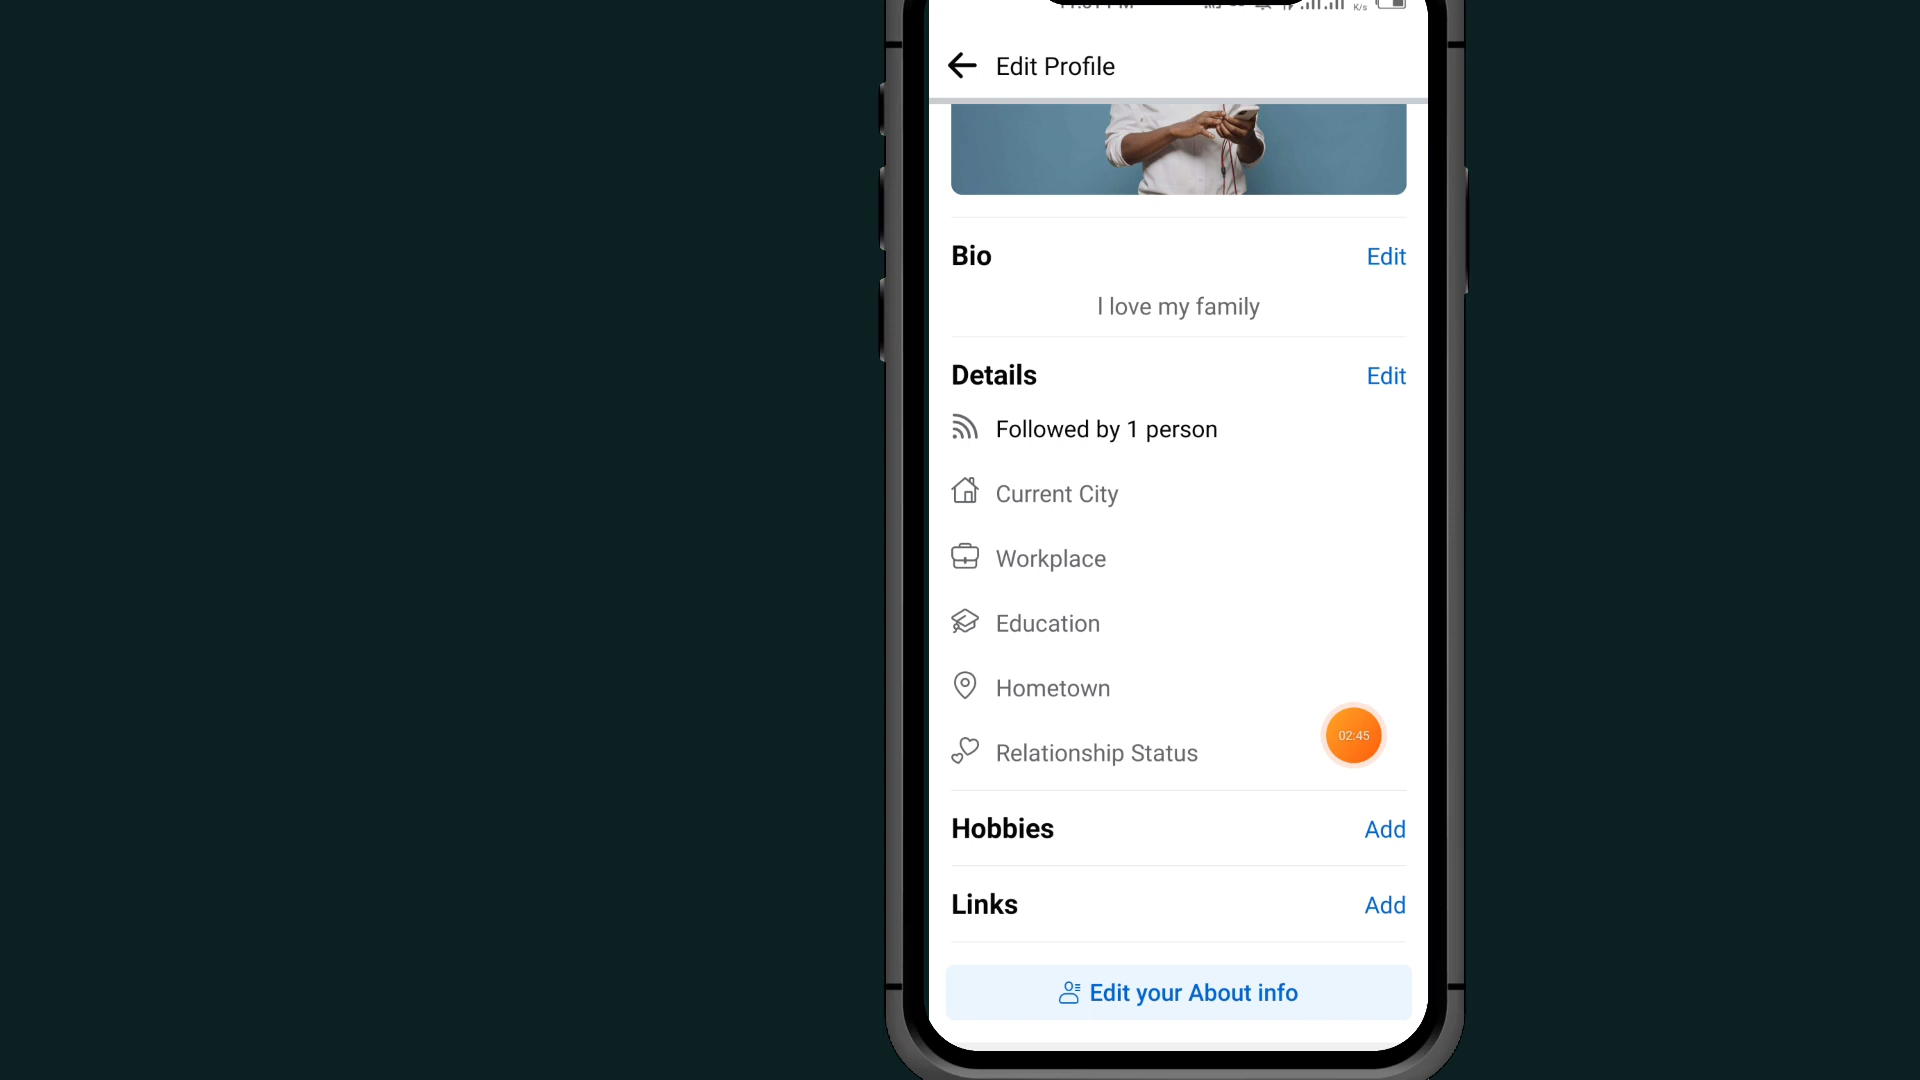 Edit Profile
Bio
Edit
I love my family
Details
Edit
Followed by 1 person
Current City
Workplace
Education
Hometown
Relationship Status
02:45
Hobbies
Add
Links
Add
Edit your About info